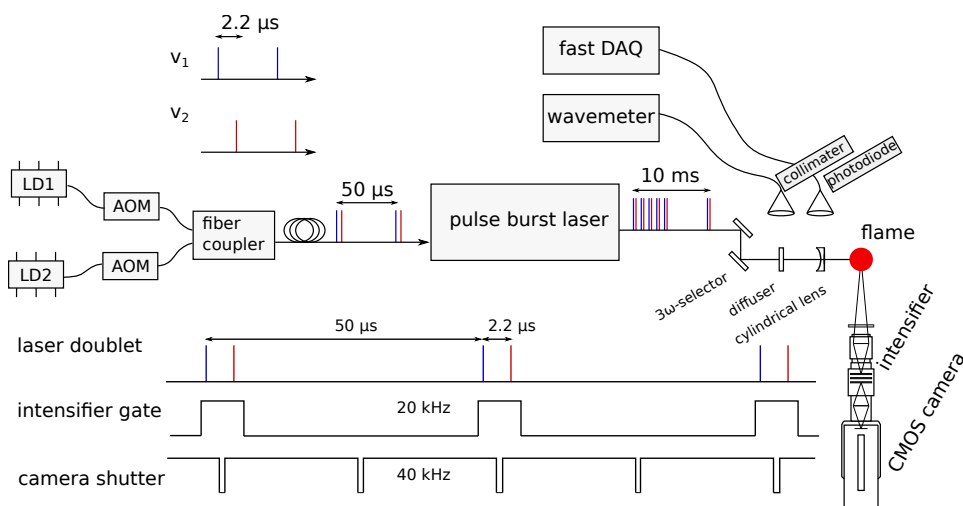 2.2 µs
v1
v2
fast DAQ
wavemeter
collimater
photodiode
LD1
AOM
LD2
AOM
fiber
coupler
50 µs
pulse burst laser
10 ms
3ω-selector
diffuser
cylindrical lens
flame
intensifier
CMOS camera
laser doublet
50 µs
2.2 µs
intensifier gate
20 kHz
camera shutter
40 kHz